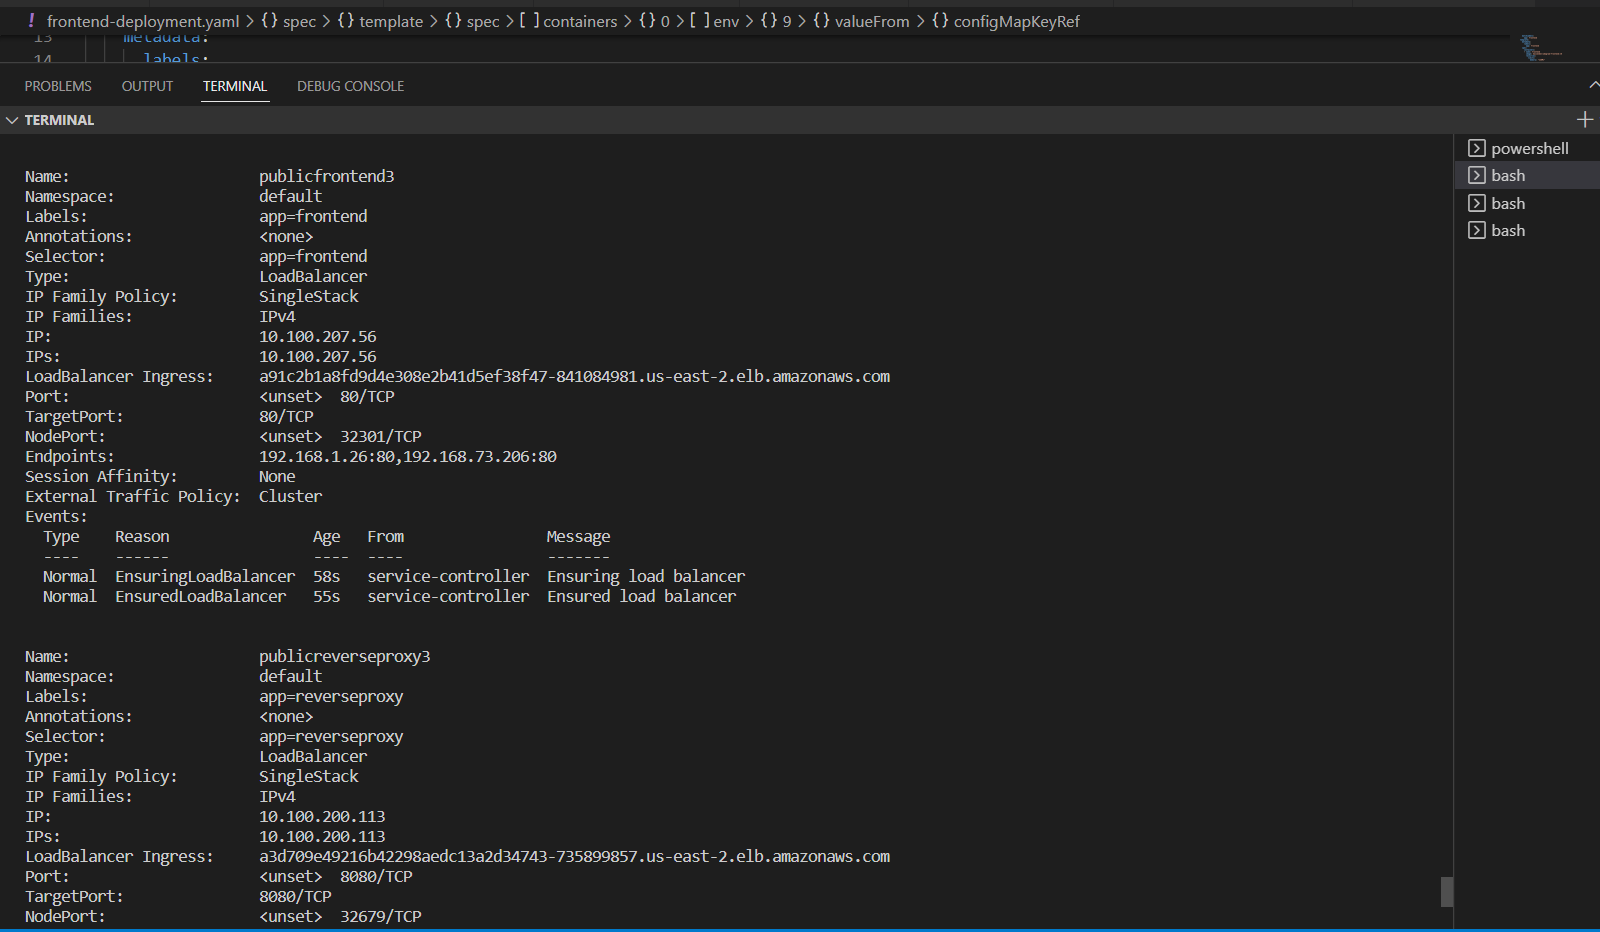 ! frontend-deployment.yaml > {} spec > {} template > {} spec > [ ] containers > {} 0 > [ ] env > {} 9 > {} valueFrom > {} configMapKeyRef
13 metadata:
14 labels:
PROBLEMS OUTPUT TERMINAL DEBUG CONSOLE
TERMINAL
powershell
bash
bash
bash
Name: publicfrontend3
Namespace: default
Labels: app=frontend
Annotations: <none>
Selector: app=frontend
Type: LoadBalancer
IP Family Policy: SingleStack
IP Families: IPv4
IP: 10.100.207.56
IPs: 10.100.207.56
LoadBalancer Ingress: a91c2b1a8fd9d4e308e2b41d5ef38f47-841084981.us-east-2.elb.amazonaws.com
Port: <unset> 80/TCP
TargetPort: 80/TCP
NodePort: <unset> 32301/TCP
Endpoints: 192.168.1.26:80,192.168.73.206:80
Session Affinity: None
External Traffic Policy: Cluster
Events:
Type Reason Age From Message
---- ------ ---- ---- -------
Normal EnsuringLoadBalancer 58s service-controller Ensuring load balancer
Normal EnsuredLoadBalancer 55s service-controller Ensured load balancer
Name: publicreverseproxy3
Namespace: default
Labels: app=reverseproxy
Annotations: <none>
Selector: app=reverseproxy
Type: LoadBalancer
IP Family Policy: SingleStack
IP Families: IPv4
IP: 10.100.200.113
IPs: 10.100.200.113
LoadBalancer Ingress: a3d709e49216b42298aedc13a2d34743-735899857.us-east-2.elb.amazonaws.com
Port: <unset> 8080/TCP
TargetPort: 8080/TCP
NodePort: <unset> 32679/TCP